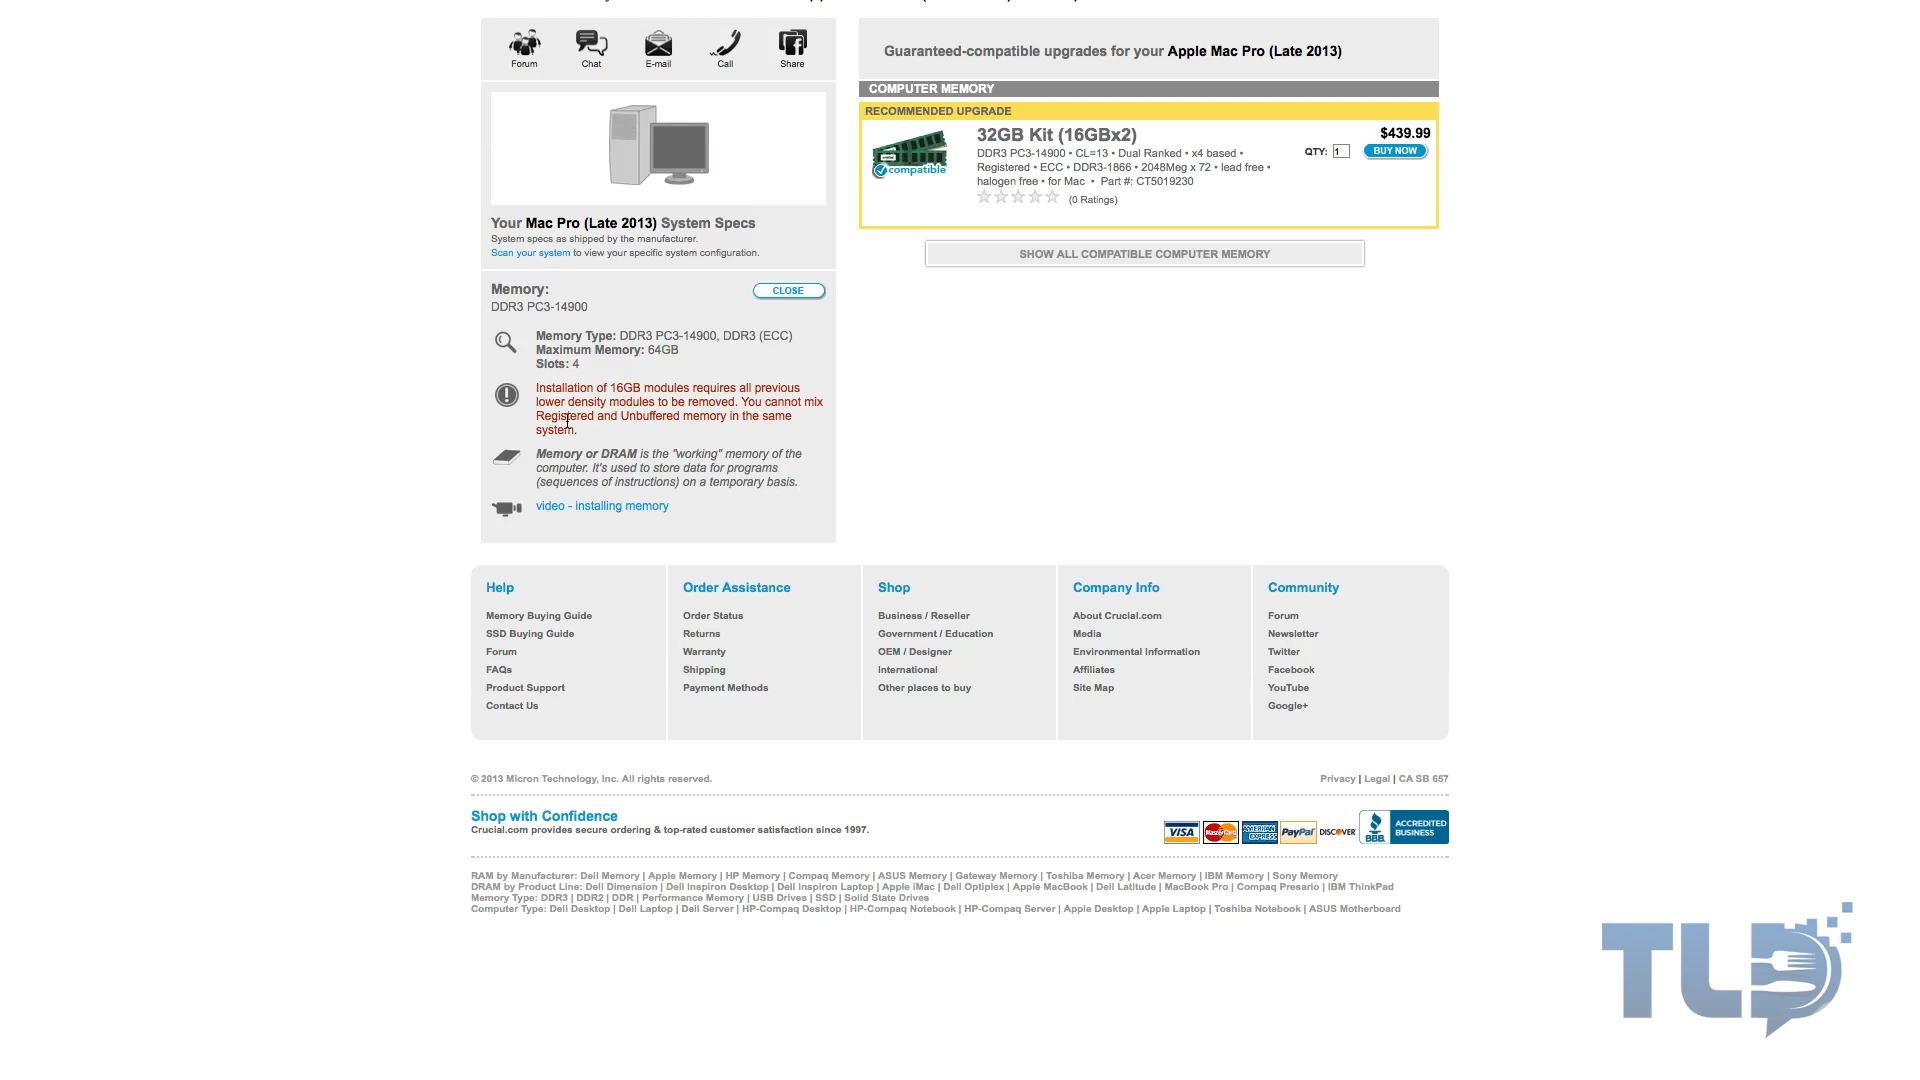 Forum
Chat
E-mail
Call
Share
Your Mac Pro (Late 2013) System Specs
System specs as shipped by the manufacturer.
Scan your system to view your specific system configuration.
Memory:
CLOSE
DDR3 PC3-14900
Memory Type: DDR3 PC3-14900, DDR3 (ECC)
Maximum Memory: 64GB
Slots: 4
Installation of 16GB modules requires all previous
lower density modules to be removed. You cannot mix
Registered and Unbuffered memory in the same
system.
Memory or DRAM is the "working" memory of the
computer. It's used to store data for programs
(sequences of instructions) on a temporary basis.
video - installing memory
Guaranteed-compatible upgrades for your Apple Mac Pro (Late 2013)
COMPUTER MEMORY
RECOMMENDED UPGRADE
compatible
32GB Kit (16GBx2)
DDR3 PC3-14900 • CL=13 • Dual Ranked • x4 based •
Registered • ECC • DDR3-1866 • 2048Meg x 72 • lead free •
halogen free • for Mac • Part #: CT5019230
(0 Ratings)
QTY: 1
$439.99
BUY NOW
SHOW ALL COMPATIBLE COMPUTER MEMORY
Help
Memory Buying Guide
SSD Buying Guide
Forum
FAQs
Product Support
Contact Us
Order Assistance
Order Status
Returns
Warranty
Shipping
Payment Methods
Shop
Business / Reseller
Government / Education
OEM / Designer
International
Other places to buy
Company Info
About Crucial.com
Media
Environmental Information
Affiliates
Site Map
Community
Forum
Newsletter
Twitter
Facebook
YouTube
Google+
© 2013 Micron Technology, Inc. All rights reserved.
Privacy | Legal | CA SB 657
Shop with Confidence
Crucial.com provides secure ordering & top-rated customer satisfaction since 1997.
VISA
MasterCard
AMERICAN EXPRESS
PayPal
DISCOVER
BBB.
ACCREDITED
BUSINESS
RAM by Manufacturer: Dell Memory | Apple Memory | HP Memory | Compaq Memory | ASUS Memory | Gateway Memory | Toshiba Memory | Acer Memory | IBM Memory | Sony Memory
DRAM by Product Line: Dell Dimension | Dell Inspiron Desktop | Dell Inspiron Laptop | Apple iMac | Dell Optiplex | Apple MacBook | Dell Latitude | MacBook Pro | Compaq Presario | IBM ThinkPad
Memory Type: DDR3 | DDR2 | DDR | Performance Memory | USB Drives | SSD | Solid State Drives
Computer Type: Dell Desktop | Dell Laptop | Dell Server | HP-Compaq Desktop | HP-Compaq Notebook | HP-Compaq Server | Apple Desktop | Apple Laptop | Toshiba Notebook | ASUS Motherboard
TLD